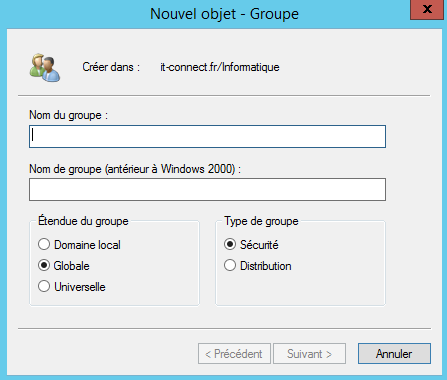 Nouvel objet - Groupe
x
Créer dans : it-connect.fr/Informatique
Nom du groupe :
Nom de groupe (antérieur à Windows 2000) :
Étendue du groupe
Domaine local
Globale
Universelle
Type de groupe
Sécurité
Distribution
< Précédent
Suivant >
Annuler